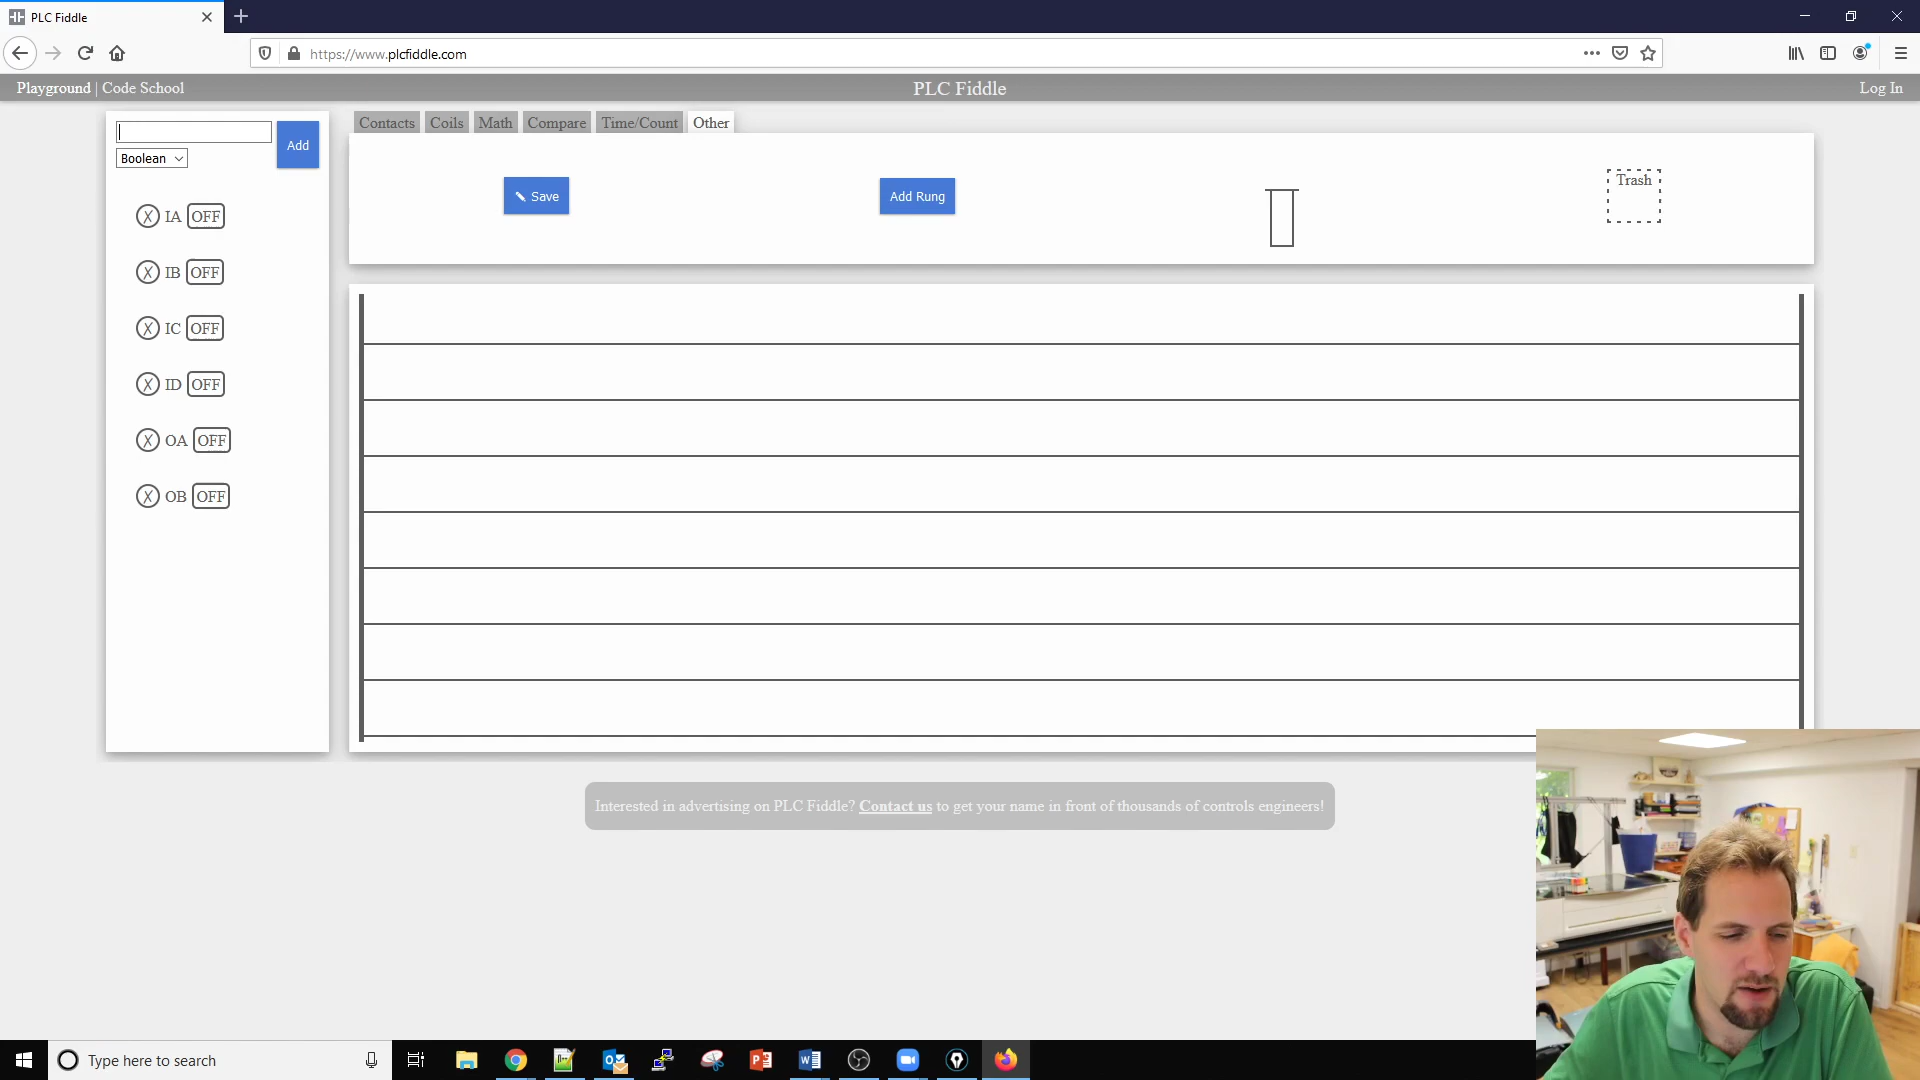 PLC Fiddle
https://www.plcfiddle.com
Playground | Code School
PLC Fiddle
Log In
Add
Boolean
X IA OFF
X IB OFF
X IC OFF
X ID OFF
X OA OFF
X OB OFF
Contacts Coils Math Compare Time/Count Other
Save
Add Rung
Trash
Interested in advertising on PLC Fiddle? Contact us to get your name in front of thousands of controls engineers!
Type here to search